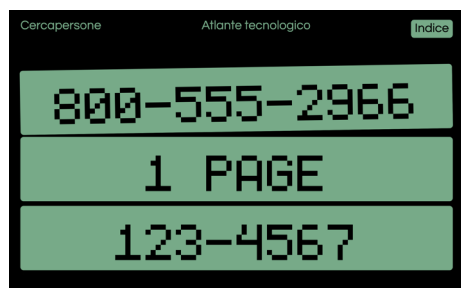 Cercapersone
Atlante tecnologico
Indice
800-555-2966
1 PAGE
123-4567